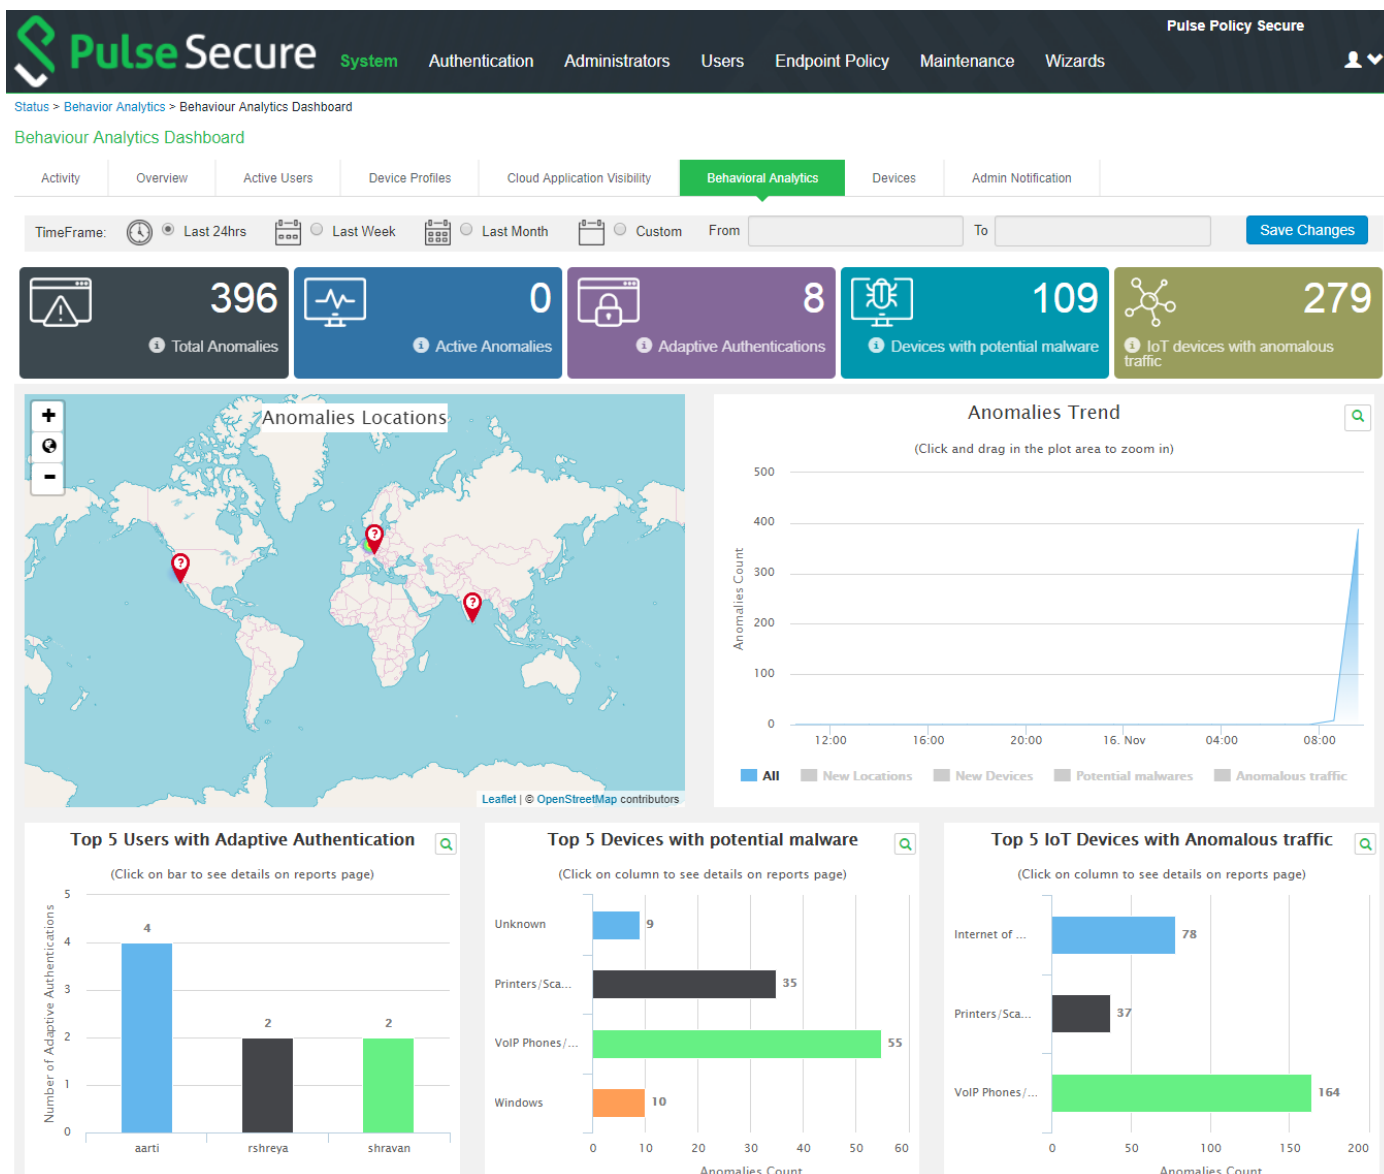 Pulse Policy Secure
Pulse Secure
System Authentication Administrators Users Endpoint Policy Maintenance Wizards
Status > Behavior Analytics > Behaviour Analytics Dashboard
Behaviour Analytics Dashboard
Activity Overview Active Users Device Profiles Cloud Application Visibility Behavioral Analytics Devices Admin Notification
TimeFrame: Last 24hrs Last Week Last Month Custom From To Save Changes
396
Total Anomalies
0
Active Anomalies
8
Adaptive Authentications
109
Devices with potential malware
279
IoT devices with anomalous
traffic
Anomalies Locations
+
-
? ? ?
Leaflet | © OpenStreetMap contributors
Anomalies Trend
(Click and drag in the plot area to zoom in)
Anomalies Count
500
400
300
200
100
0
12:00 16:00 20:00 16. Nov 04:00 08:00
All New Locations New Devices Potential malwares Anomalous traffic
Top 5 Users with Adaptive Authentication
(Click on bar to see details on reports page)
Number of Adaptive Authentications
5
4
3
2
1
0
4
2
2
aarti rshreya shravan
Top 5 Devices with potential malware
(Click on column to see details on reports page)
Unknown 9
Printers/Sca... 35
VoIP Phones/... 55
Windows 10
0 10 20 30 40 50 60
Anomalies Count
Top 5 IoT Devices with Anomalous traffic
(Click on column to see details on reports page)
Internet of ... 78
Printers/Sca... 37
VoIP Phones/... 164
0 50 100 150 200
Anomalies Count